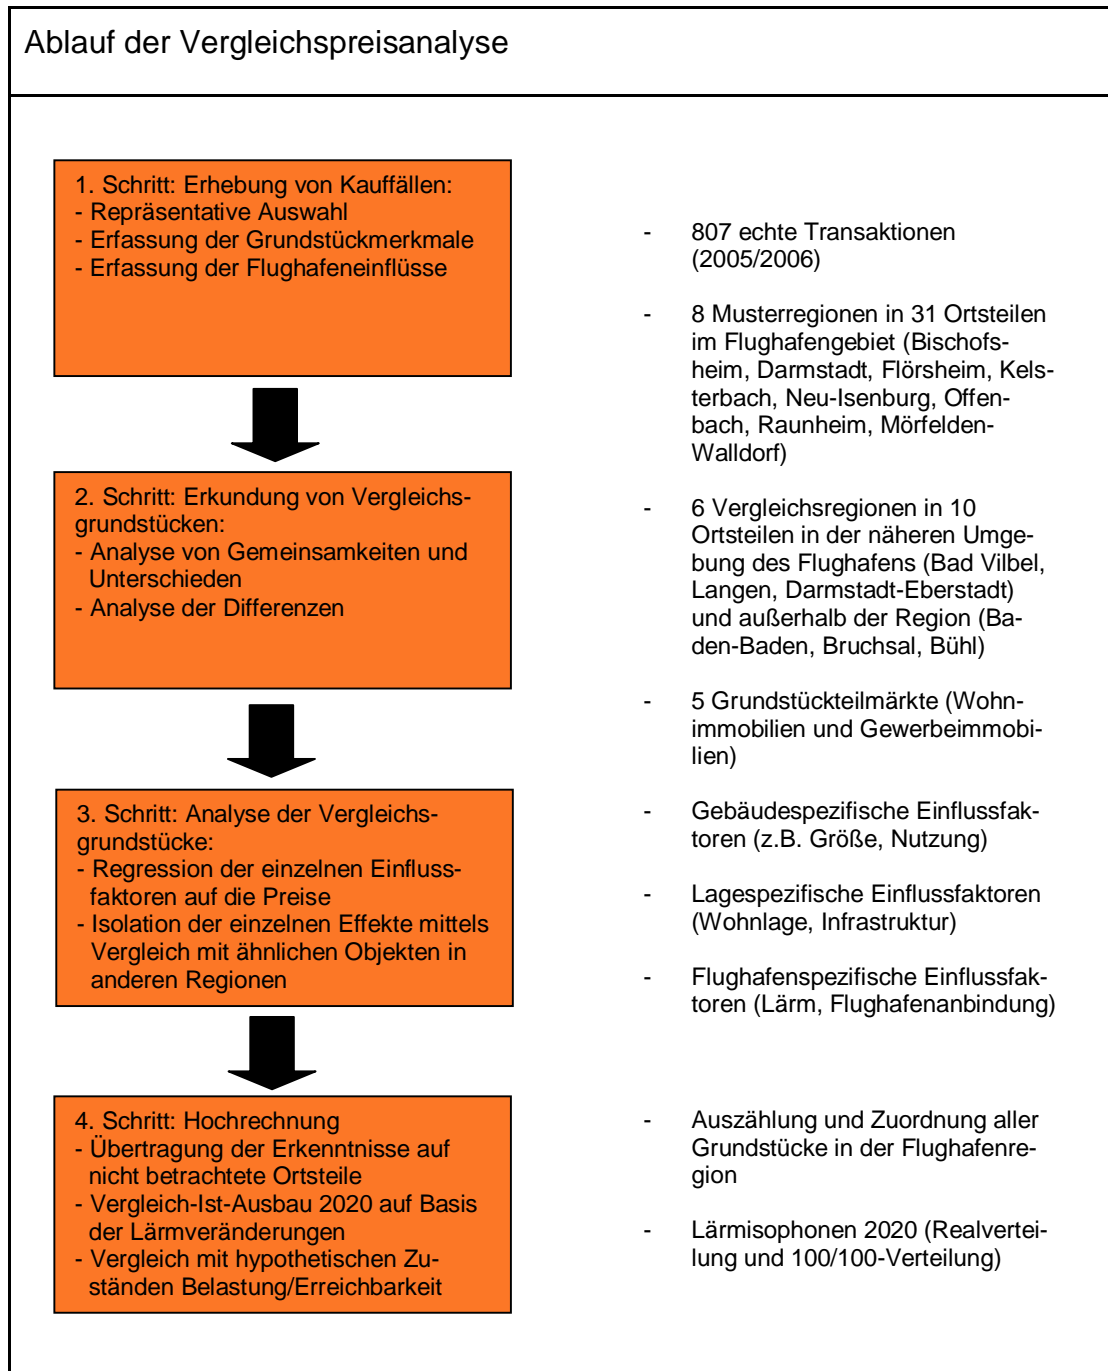 Ablauf der Vergleichspreisanalyse
1. Schritt: Erhebung von Kauffällen:
- Repräsentative Auswahl
- Erfassung der Grundstückmerkmale
- Erfassung der Flughafeneinflüsse
2. Schritt: Erkundung von Vergleichs-
grundstücken:
- Analyse von Gemeinsamkeiten und
Unterschieden
- Analyse der Differenzen
3. Schritt: Analyse der Vergleichs-
grundstücke:
- Regression der einzelnen Einfluss-
faktoren auf die Preise
- Isolation der einzelnen Effekte mittels
Vergleich mit ähnlichen Objekten in
anderen Regionen
4. Schritt: Hochrechnung
- Übertragung der Erkenntnisse auf
nicht betrachtete Ortsteile
- Vergleich-Ist-Ausbau 2020 auf Basis
der Lärmveränderungen
- Vergleich mit hypothetischen Zu-
ständen Belastung/Erreichbarkeit
- 807 echte Transaktionen
(2005/2006)
- 8 Musterregionen in 31 Ortsteilen
im Flughafengebiet (Bischofs-
heim, Darmstadt, Flörsheim, Kels-
terbach, Neu-Isenburg, Offen-
bach, Raunheim, Mörfelden-
Walldorf)
- 6 Vergleichsregionen in 10
Ortsteilen in der näheren Umge-
bung des Flughafens (Bad Vilbel,
Langen, Darmstadt-Eberstadt)
und außerhalb der Region (Ba-
den-Baden, Bruchsal, Bühl)
- 5 Grundstückteilmärkte (Wohn-
immobilien und Gewerbeimmobi-
lien)
- Gebäudespezifische Einflussfak-
toren (z.B. Größe, Nutzung)
- Lagespezifische Einflussfaktoren
(Wohnlage, Infrastruktur)
- Flughafenspezifische Einflussfak-
toren (Lärm, Flughafenanbindung)
- Auszählung und Zuordnung aller
Grundstücke in der Flughafenre-
gion
- Lärmisophonen 2020 (Realvertei-
lung und 100/100-Verteilung)